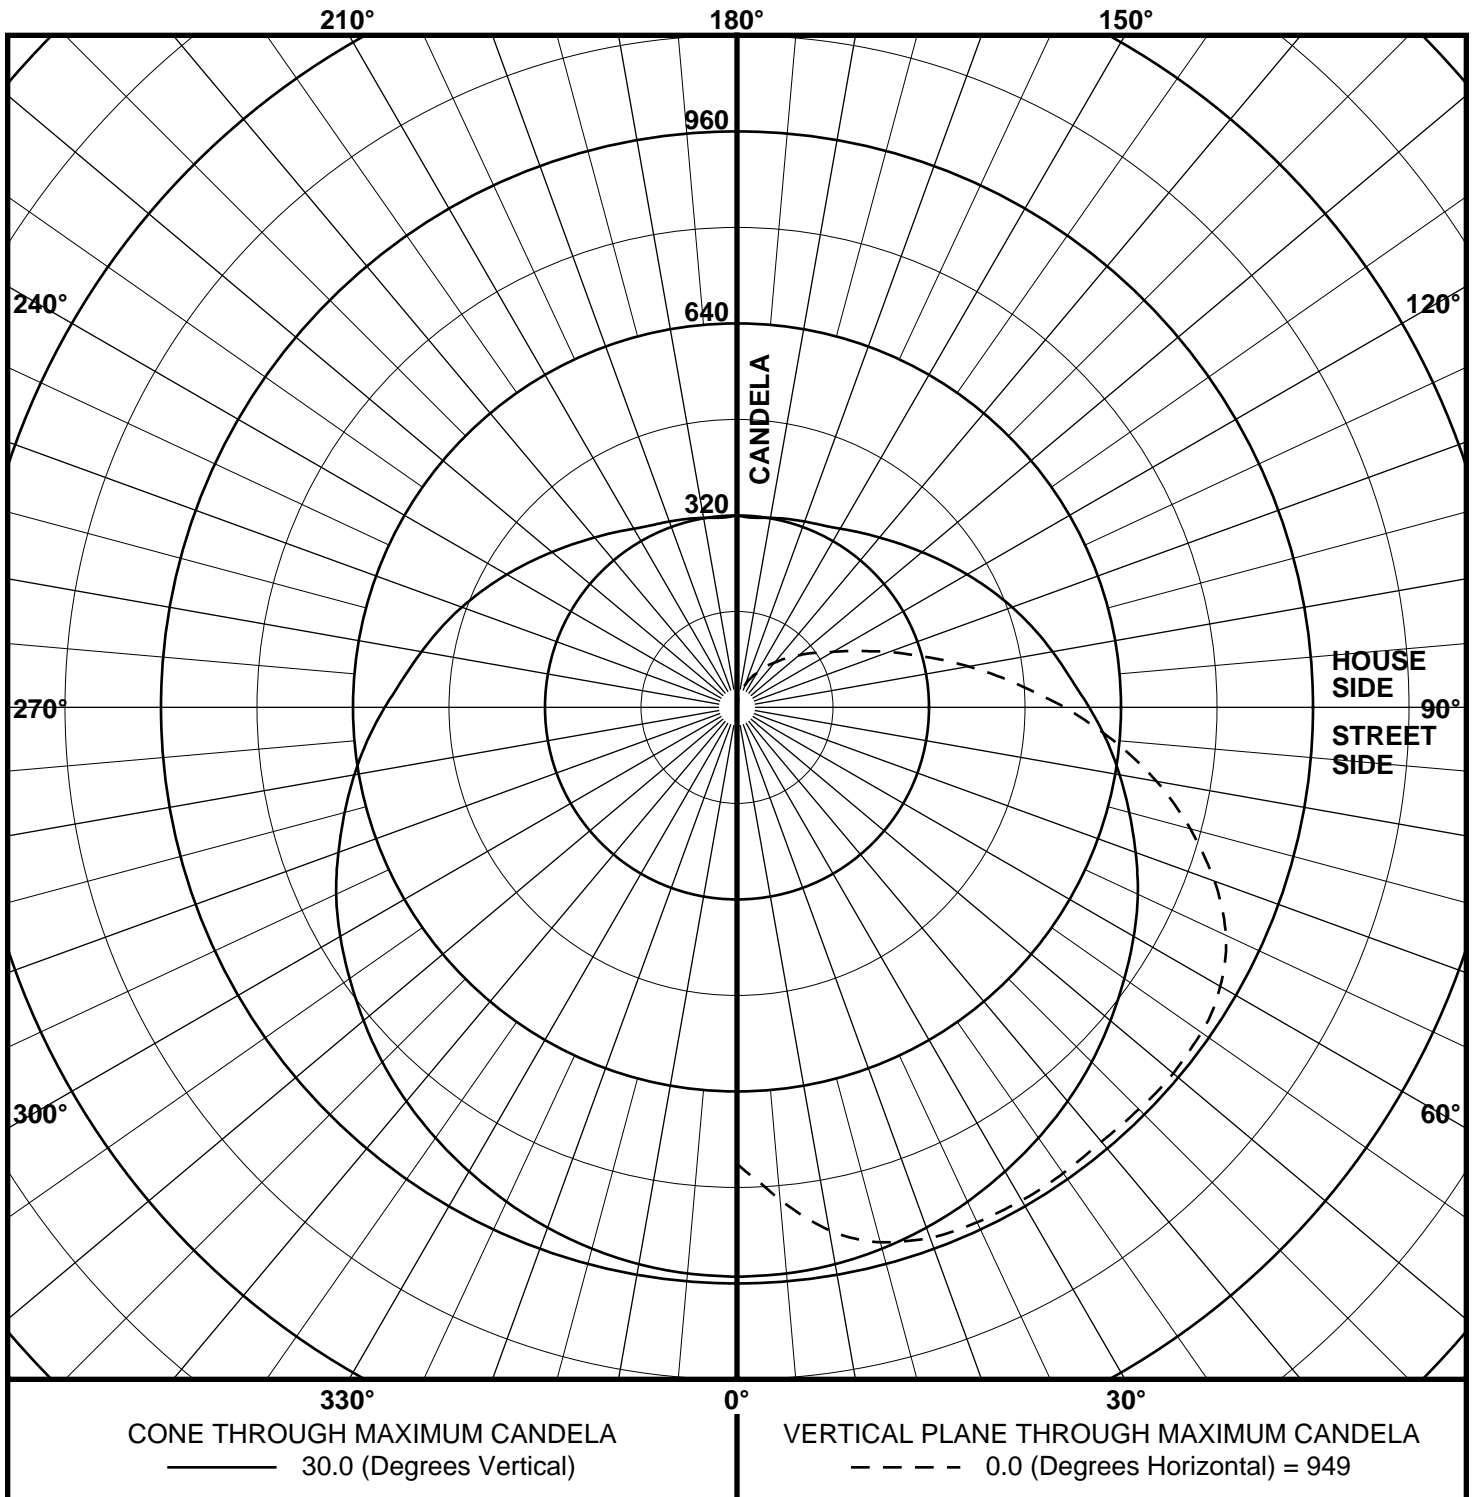 210°
180°
150°
960
240°
120°
640
CANDELA
320
HOUSE
SIDE
270°
90°
STREET
SIDE
300°
60°
330°
0°
30°
CONE THROUGH MAXIMUM CANDELA
30.0 (Degrees Vertical)
VERTICAL PLANE THROUGH MAXIMUM CANDELA
0.0 (Degrees Horizontal) = 949